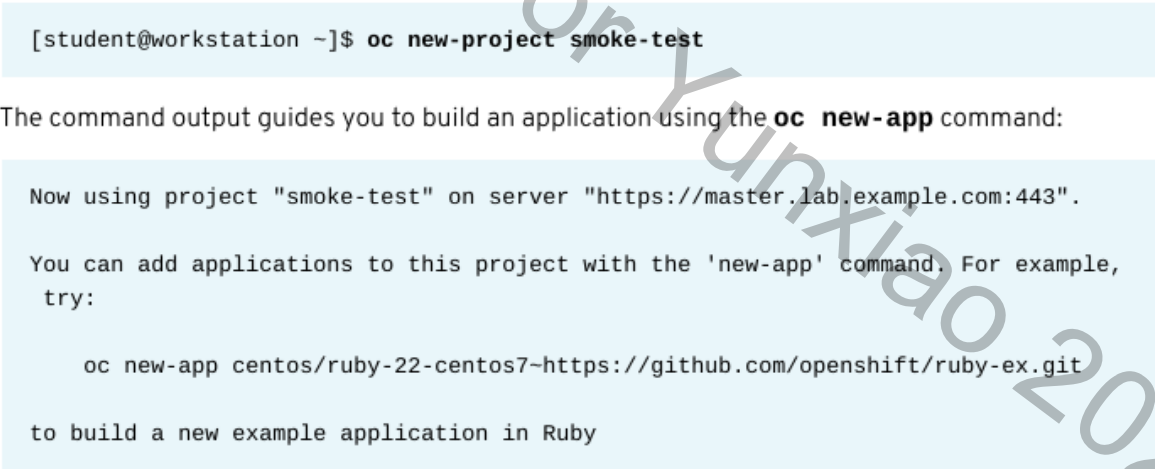 [student@workstation ~]$ oc new-project smoke-test
The command output guides you to build an application using the oc new-app command:
Now using project "smoke-test" on server "https://master.lab.example.com:443".
You can add applications to this project with the 'new-app' command. For example,
try:
oc new-app centos/ruby-22-centos7~https://github.com/openshift/ruby-ex.git
to build a new example application in Ruby
or Yunxiao 20